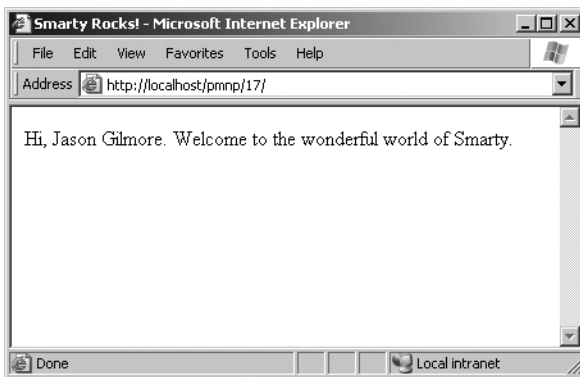 Smarty Rocks! - Microsoft Internet Explorer
File Edit View Favorites Tools Help
Address http://localhost/pmnp/17/
Hi, Jason Gilmore. Welcome to the wonderful world of Smarty.
Done Local intranet